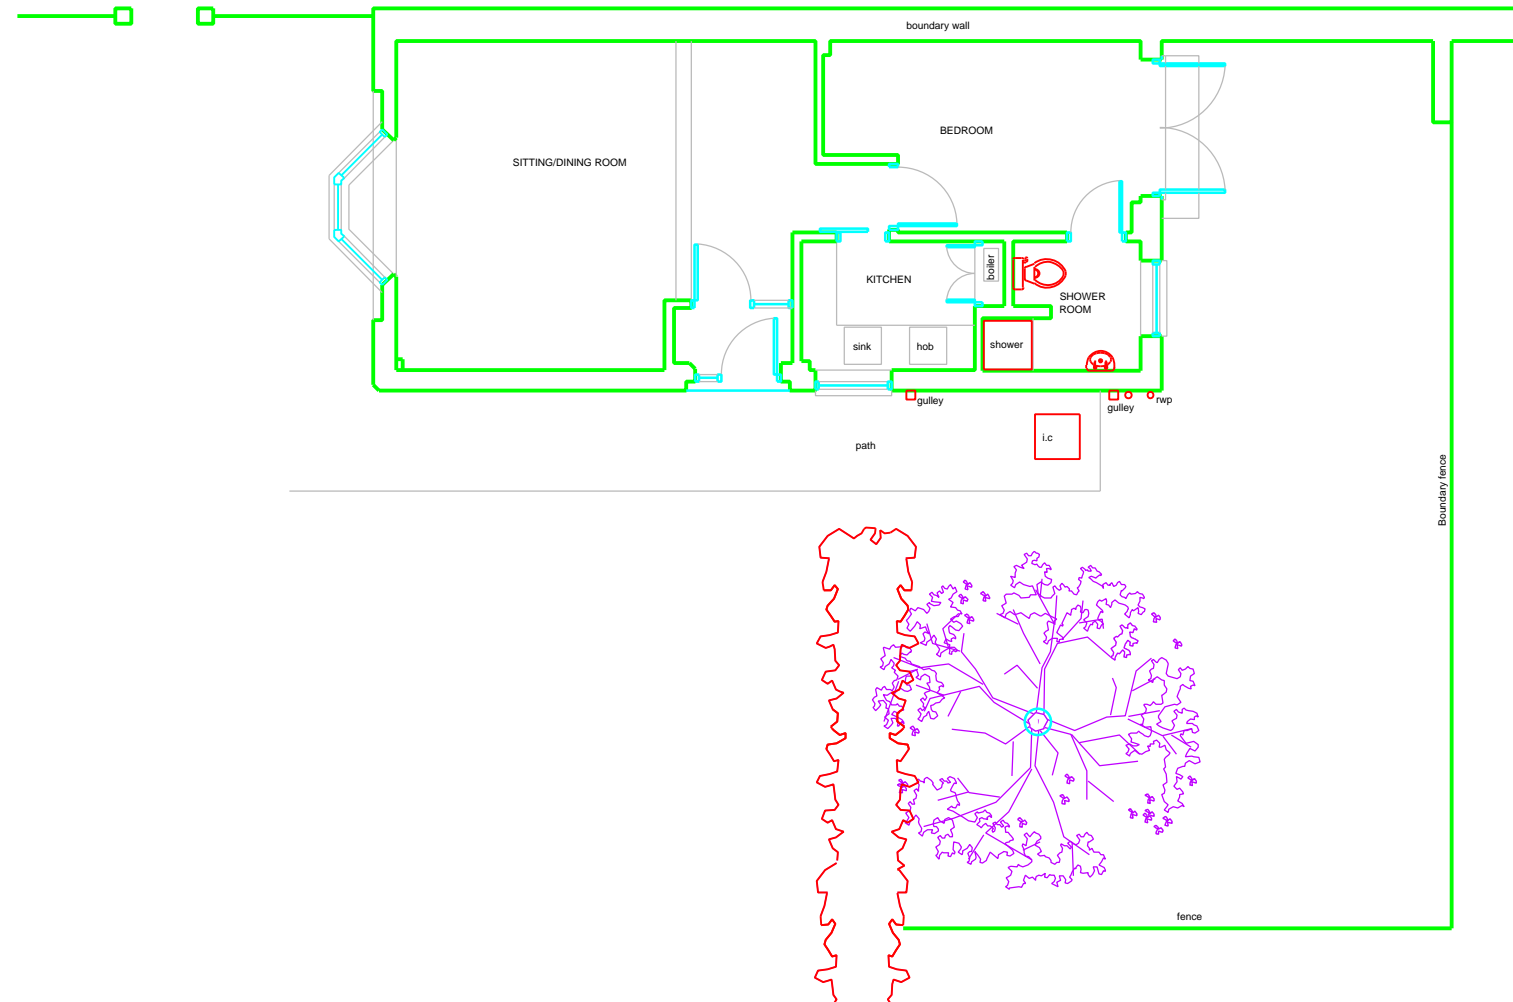 boundary wall
BEDROOM
SITTING/DINING ROOM
boiler
KITCHEN
SHOWER
ROOM
sink
hob
shower
gulley
gulley
rwp
i.c
path
Boundary fence
fence